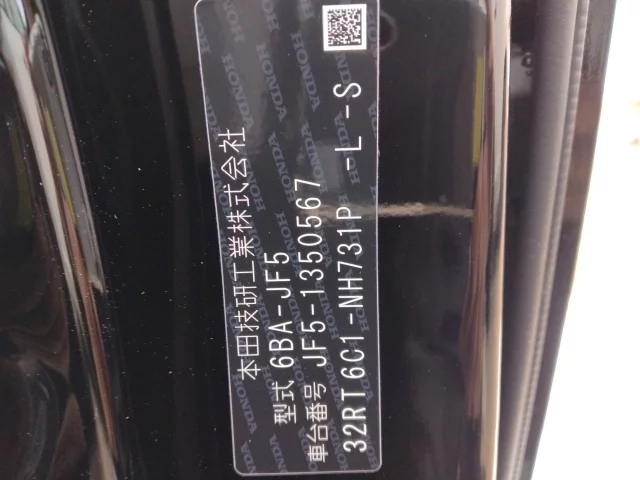 本田技研工業株式会社
型式 6BA-JF5
車台番号 JF5-1350567
32RT6C1-NH731P -L-S